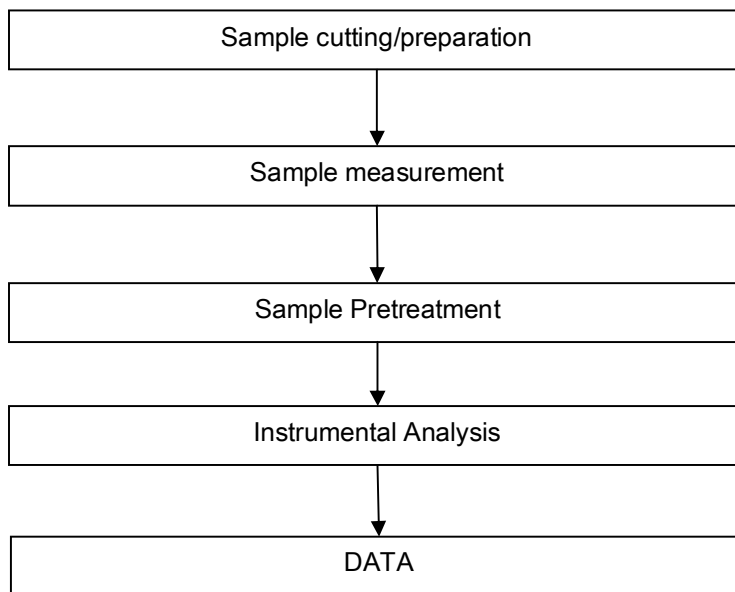 Sample cutting/preparation
Sample measurement
Sample Pretreatment
Instrumental Analysis
DATA